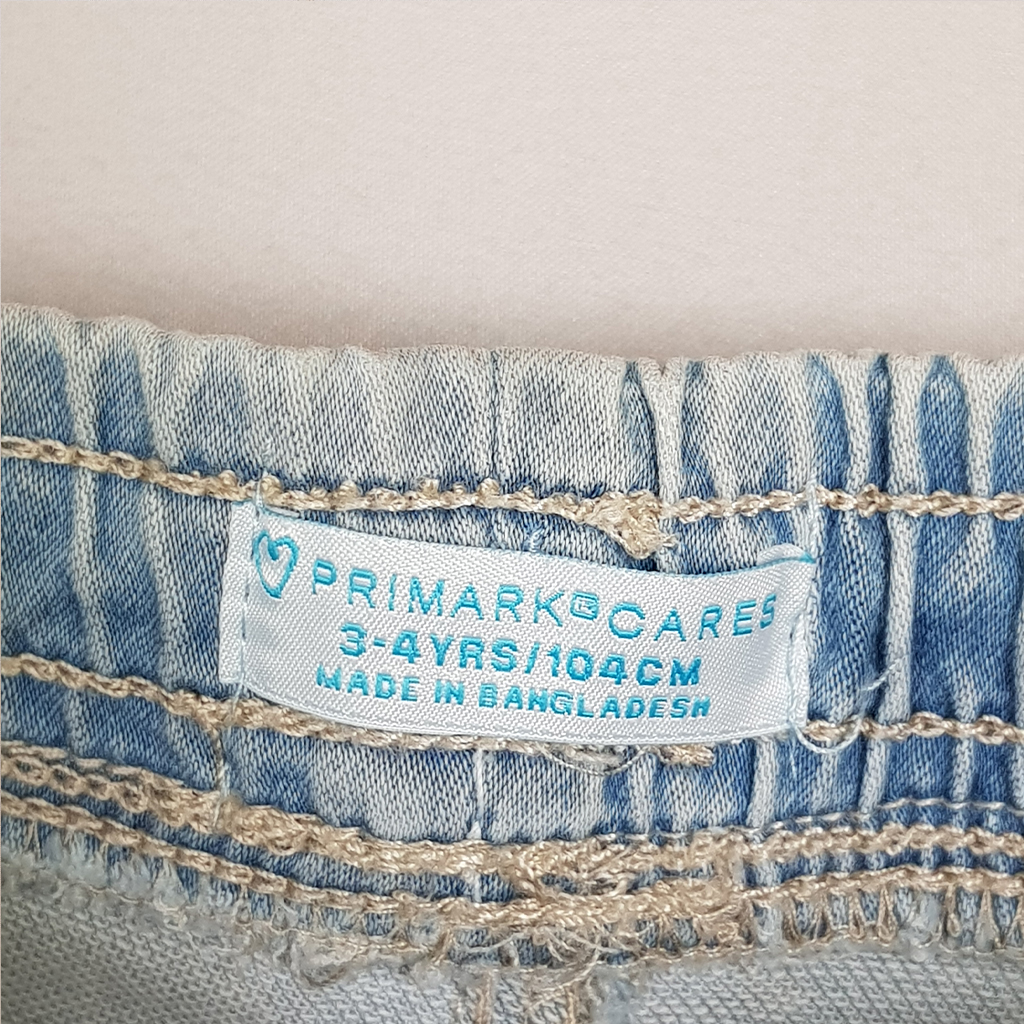 PRIMARK CARES
3-4YRS/104CM
MADE IN BANGLADESH